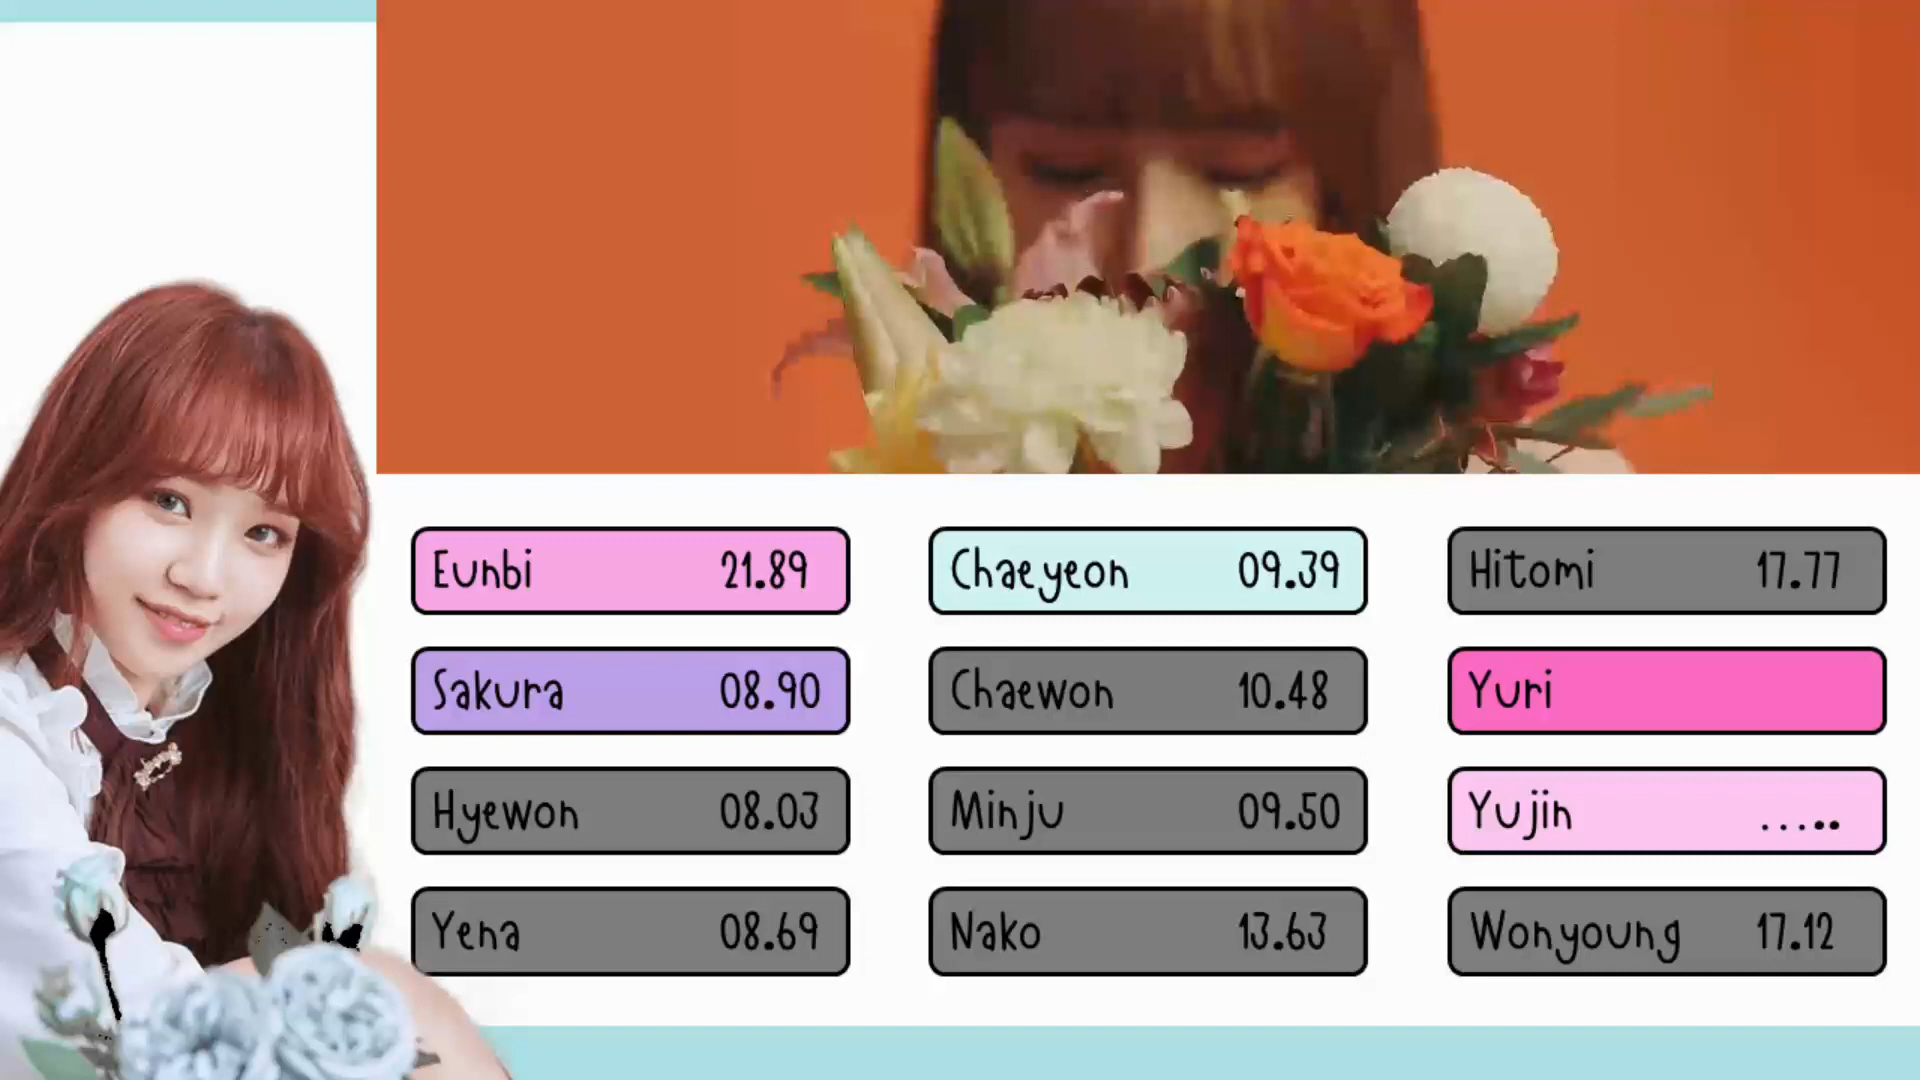 Eunbi 21.89
Chaeyeon 09.39
Hitomi 17.77
Sakura 08.90
Chaewon 10.48
Yuri
Hyewon 08.03
Minju 09.50
Yujin .....
Yena 08.69
Nako 13.63
Wonyoung 17.12